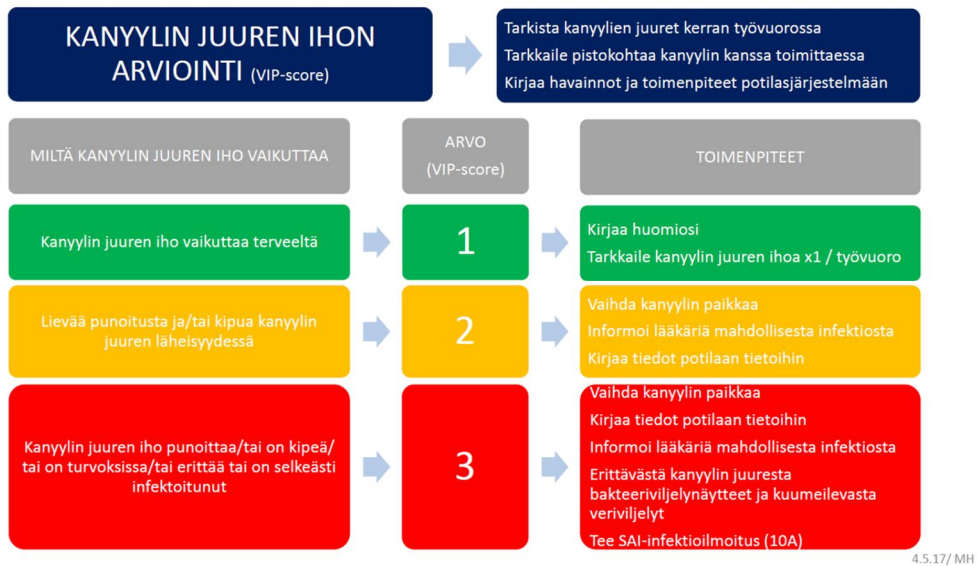 KANYYLIN JUUREN IHON
ARVIOINTI (VIP-score)
Tarkista kanyylien juuret kerran työvuorossa
Tarkkaile pistokohtaa kanyylin kanssa toimittaessa
Kirjaa havainnot ja toimenpiteet potilasjärjestelmään
MILTÄ KANYYLIN JUUREN IHO VAIKUTTAA
ARVO
(VIP-score)
TOIMENPITEET
Kanyylin juuren iho vaikuttaa terveeltä
1
Kirjaa huomiosi
Tarkkaile kanyylin juuren ihoa x1 / työvuoro
Lievää punoitusta ja/tai kipua kanyylin
juuren läheisyydessä
2
Vaihda kanyylin paikkaa
Informoi lääkäriä mahdollisesta infektiosta
Kirjaa tiedot potilaan tietoihin
Kanyylin juuren iho punoittaa/tai on kipeä/
tai on turvoksissa/tai erittää tai on selkeästi
infektoitunut
3
Vaihda kanyylin paikkaa
Kirjaa tiedot potilaan tietoihin
Informoi lääkäriä mahdollisesta infektiosta
Erittävästä kanyylin juuresta
bakteeriviljelynäytteet ja kuumeilevasta
veriviljelyt
Tee SAI-infektioilmoitus (10A)
4.5.17/ MH